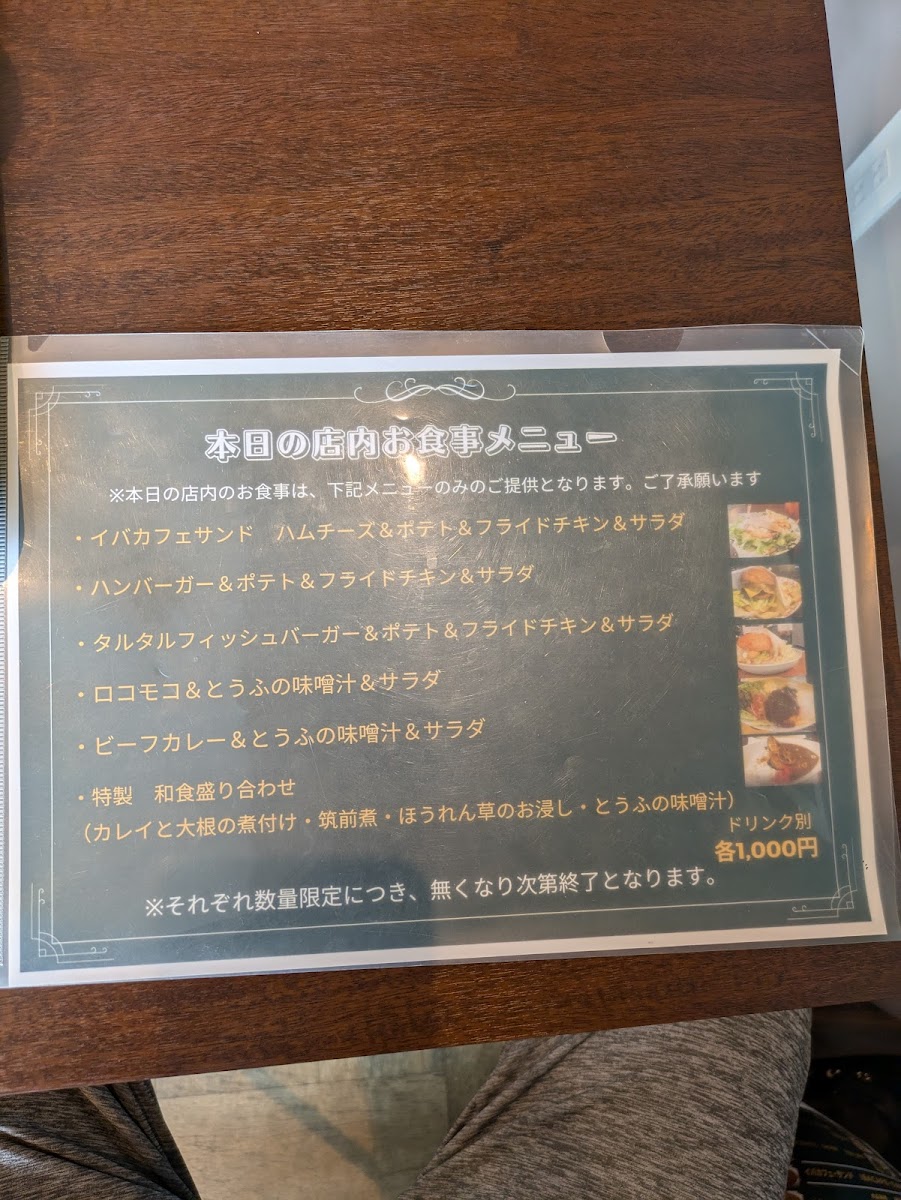 本日の店内お食事メニュー
※本日の店内のお食事は、下記メニューのみのご提供となります。ご了承願います
・イバカフェサンド　ハムチーズ＆ポテト＆フライドチキン＆サラダ
・ハンバーガー＆ポテト＆フライドチキン＆サラダ
・タルタルフィッシュバーガー＆ポテト＆フライドチキン＆サラダ
・ロコモコ＆とうふの味噌汁＆サラダ
・ビーフカレー＆とうふの味噌汁＆サラダ
・特製　和食盛り合わせ
（カレイと大根の煮付け・筑前煮・ほうれん草のお浸し・とうふの味噌汁）
ドリンク別
各1,000円
※それぞれ数量限定につき、無くなり次第終了となります。